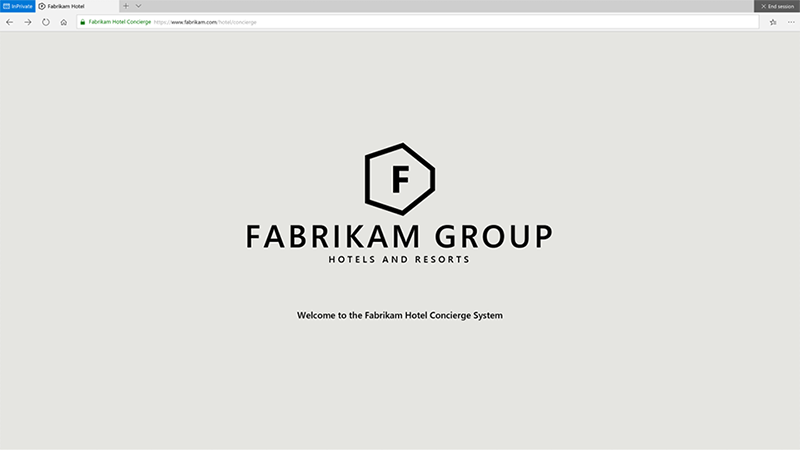 InPrivate
Fabrikam Hotel
End session
Fabrikam Hotel Concierge https://www.fabrikam.com/hotel/concierge
F
FABRIKAM GROUP
HOTELS AND RESORTS
Welcome to the Fabrikam Hotel Concierge System